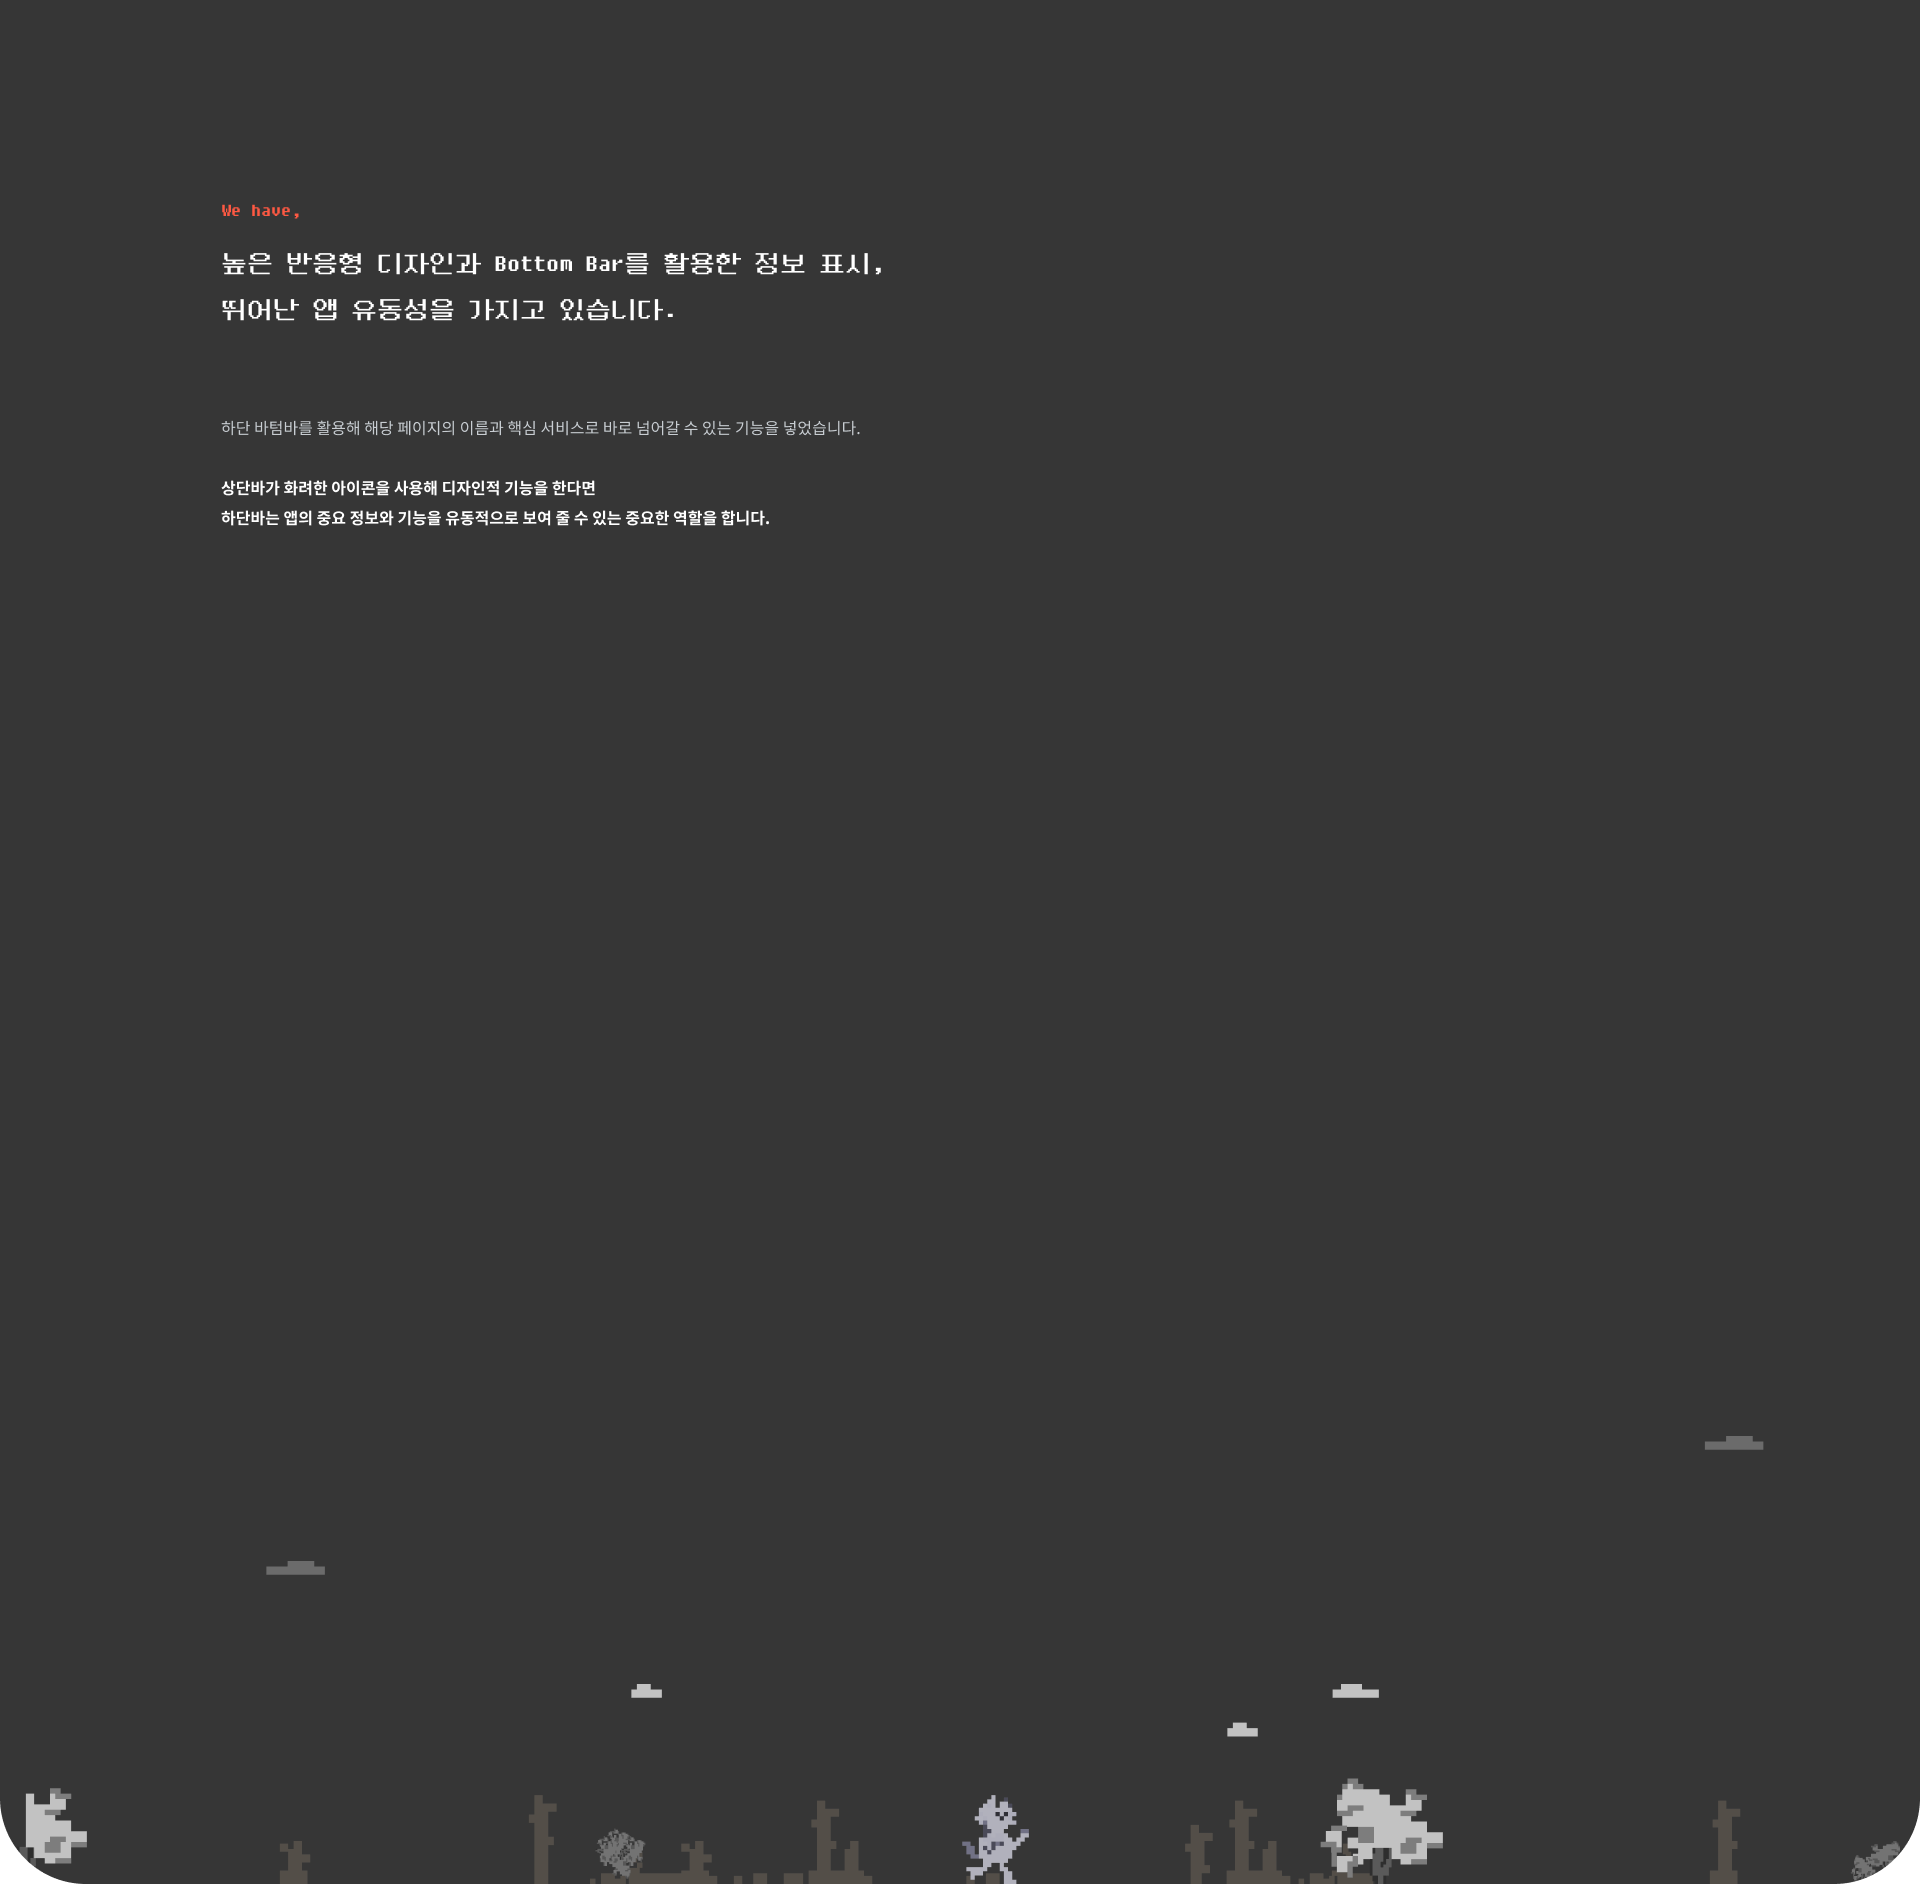 We have,
높은 반응형 디자인과 Bottom Bar를 활용한 정보 표시,
뛰어난 앱 유동성을 가지고 있습니다.
하단 바텀바를 활용해 해당 페이지의 이름과 핵심 서비스로 바로 넘어갈 수 있는 기능을 넣었습니다.
상단바가 화려한 아이콘을 사용해 디자인적 기능을 한다면
하단바는 앱의 중요 정보와 기능을 유동적으로 보여 줄 수 있는 중요한 역할을 합니다.